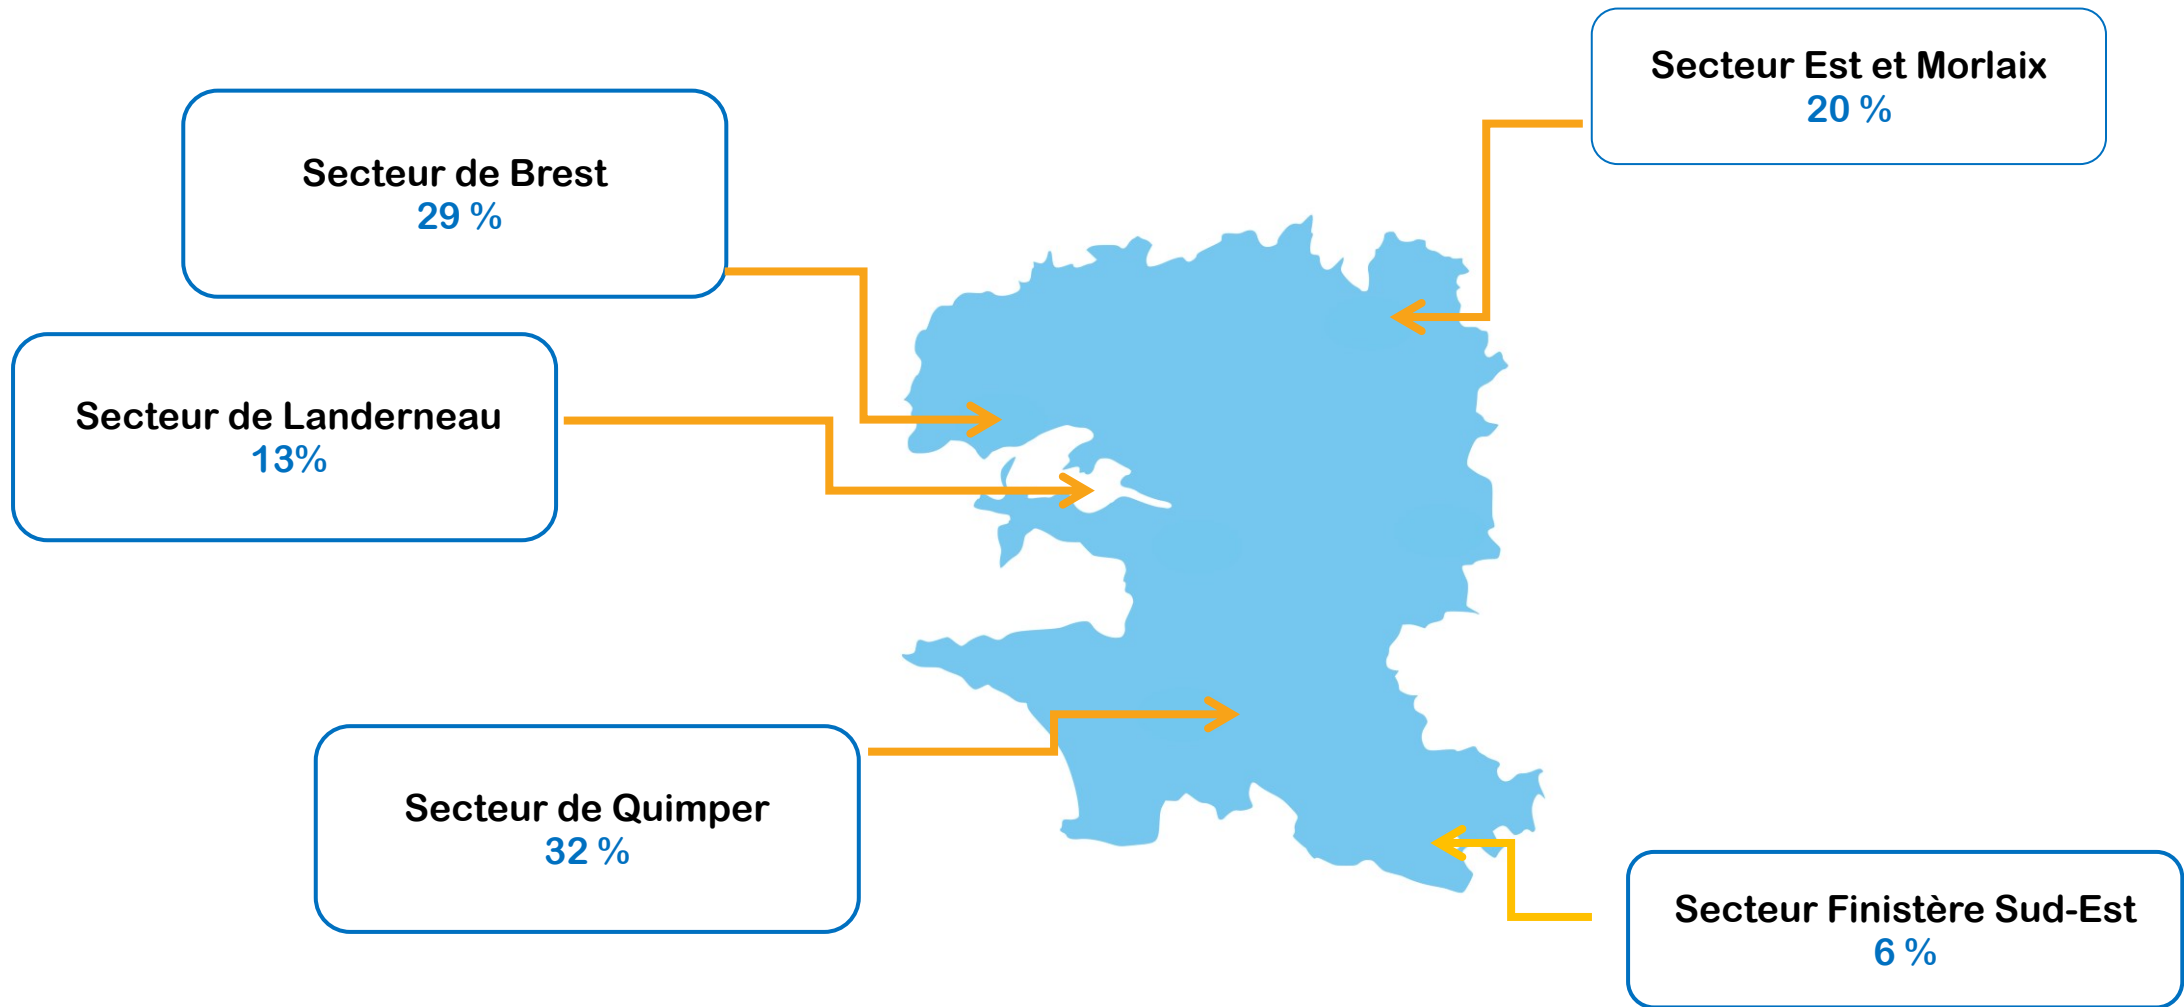 Secteur Est et Morlaix
20 %
Secteur de Brest
29 %
Secteur de Landerneau
13%
Secteur de Quimper
32 %
Secteur Finistère Sud-Est
6 %